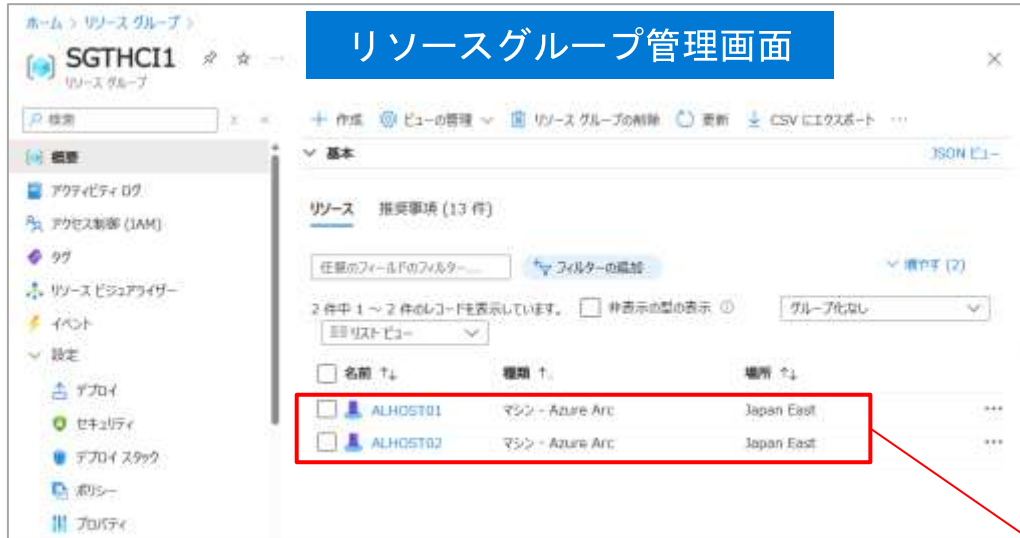 ホーム > リソース グループ >
SGTHCI1
リソース グループ
リソースグループ管理画面
検索
+ 作成 ビューの管理 リソース グループの削除 更新 CSV にエクスポート ...
概要
基本 JSON ビュー
アクティビティ ログ
アクセス制御 (IAM)
タグ
リソース ビジュアライザー
イベント
設定
デプロイ
セキュリティ
デプロイ スタック
ポリシー
プロパティ
リソース 推奨事項 (13 件)
任意のフィールドのフィルター... フィルターの追加 増やす (2)
2 件中 1 ～ 2 件のレコードを表示しています。 非表示の型の表示 グループ化なし
リスト ビュー
名前 ↑↓ 種類 ↑↓ 場所 ↑↓
ALHOST01 マシン - Azure Arc Japan East ...
ALHOST02 マシン - Azure Arc Japan East ...